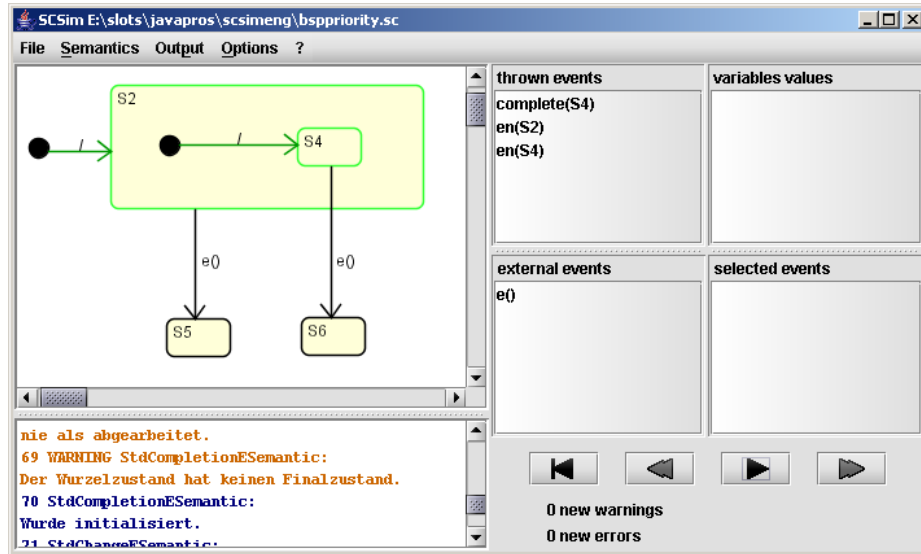 SCSim E:\slots\javapros\scsimeng\bsppriority.sc
File Semantics Output Options ?
S2
/
/
S4
e()
e()
S5
S6
nie als abgearbeitet.
69 WARNING StdCompletionESemantic:
Der Wurzelzustand hat keinen Finalzustand.
70 StdCompletionESemantic:
Wurde initialisiert.
71 StdChangeESemantic:
thrown events
complete(S4)
en(S2)
en(S4)
variables values
external events
e()
selected events
0 new warnings
0 new errors